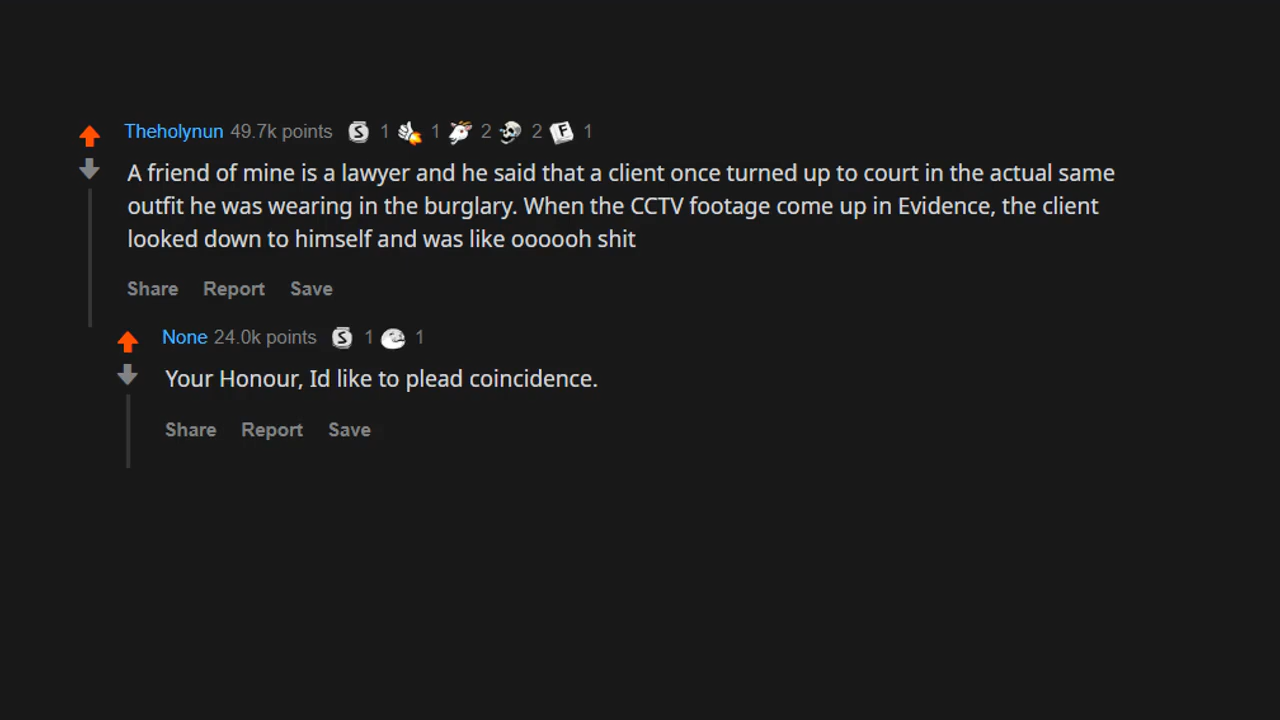 Theholynun 49.7k points S 1 1 2 2 F 1
A friend of mine is a lawyer and he said that a client once turned up to court in the actual same
outfit he was wearing in the burglary. When the CCTV footage come up in Evidence, the client
looked down to himself and was like oooooh shit
Share Report Save
None 24.0k points S 1 1
Your Honour, Id like to plead coincidence.
Share Report Save